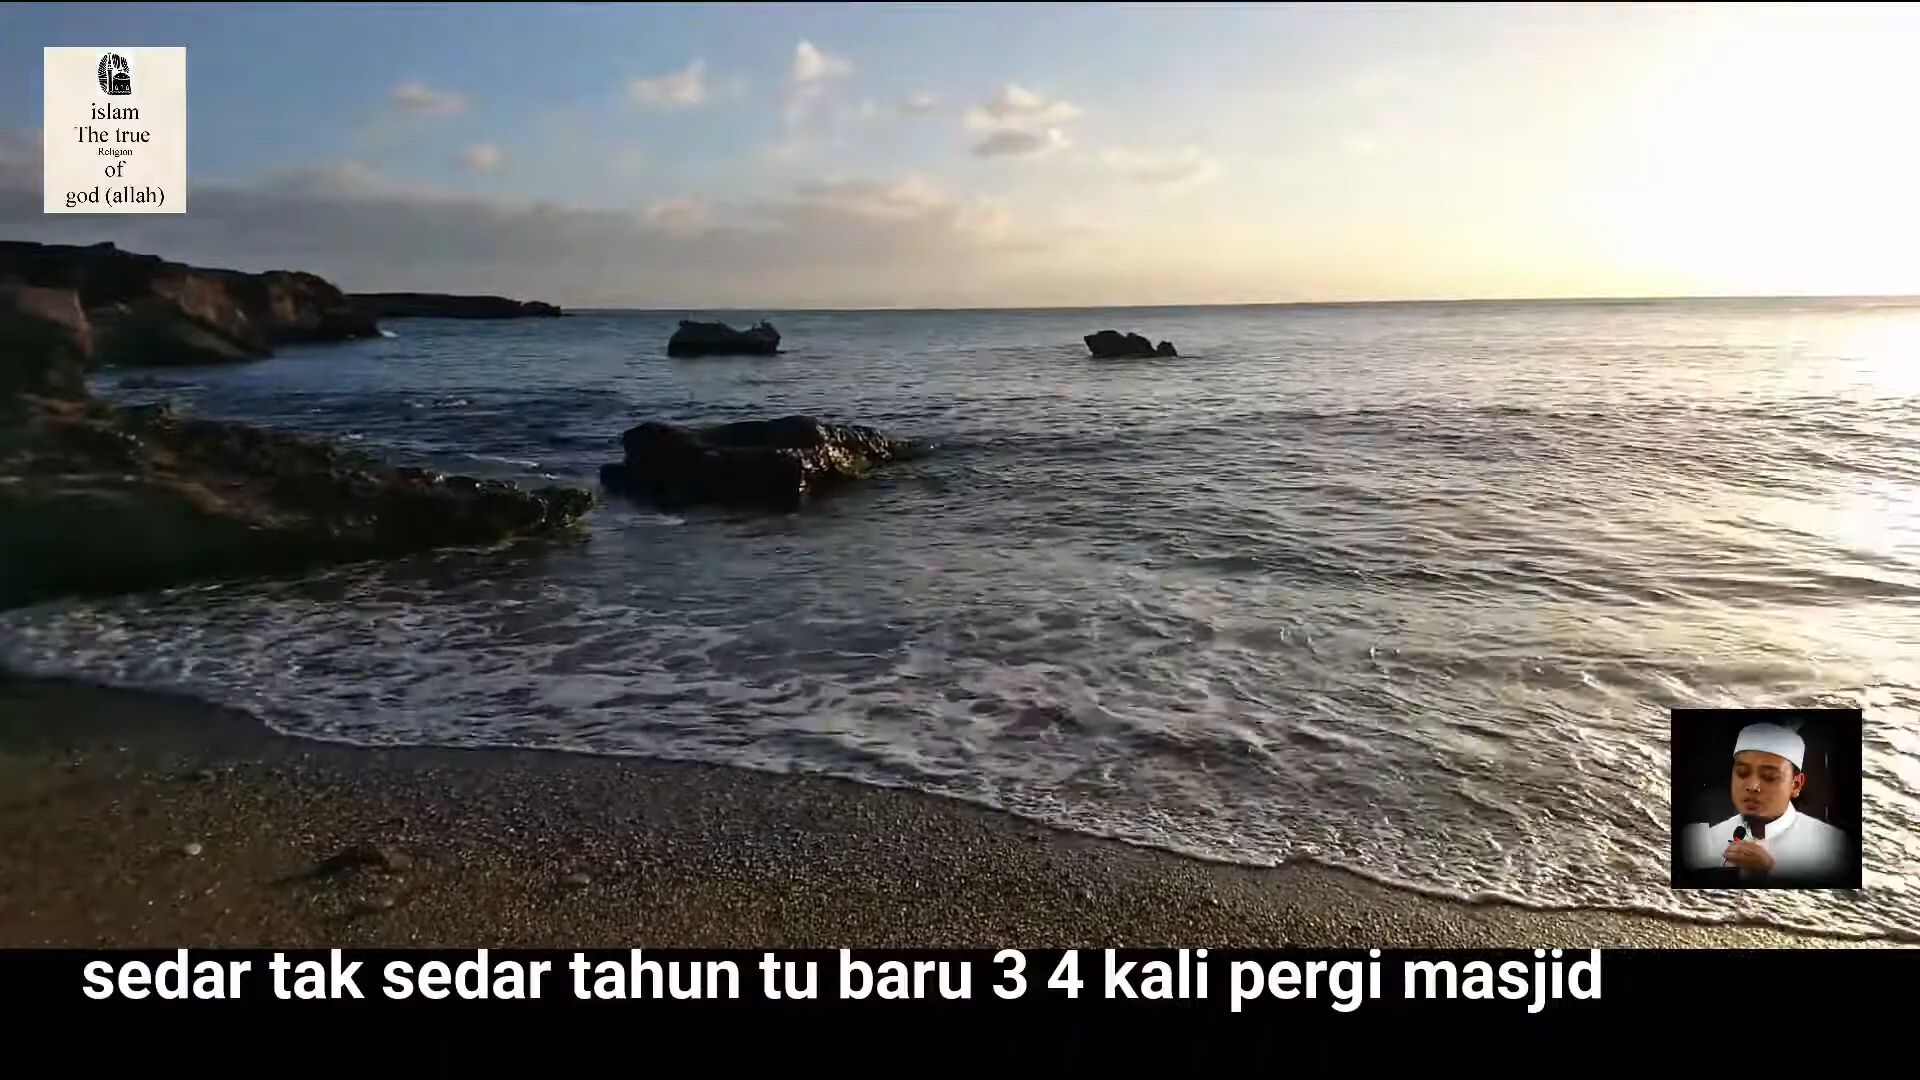 islam
The true
Religion
of
god (allah)
sedar tak sedar tahun tu baru 3 4 kali pergi masjid